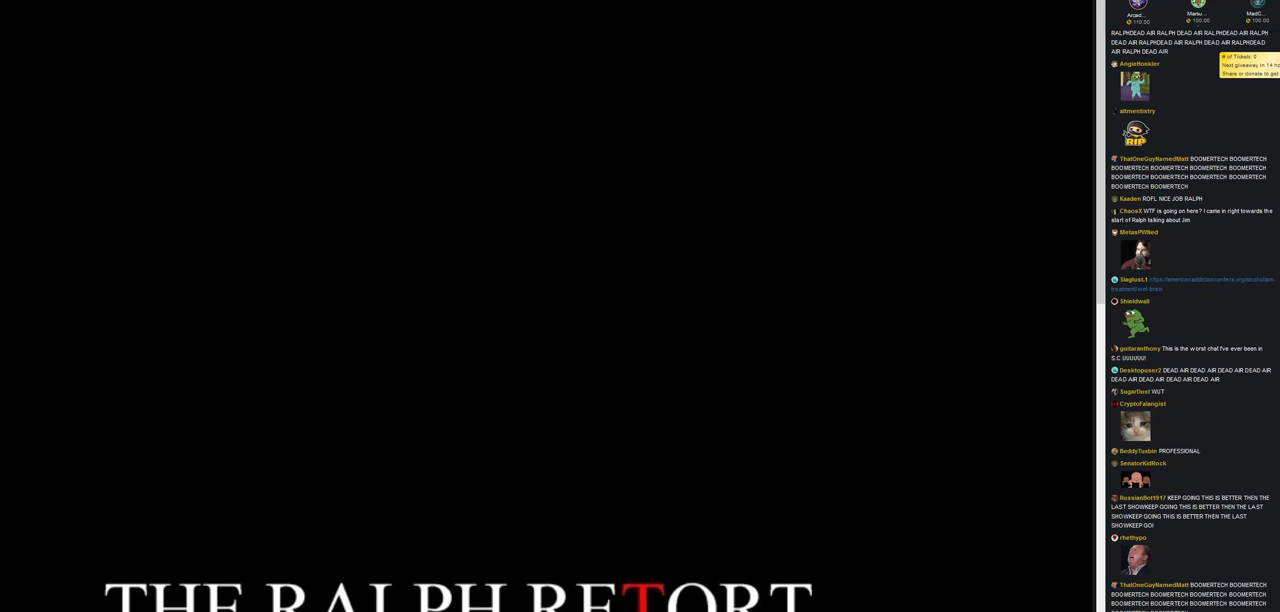 Arcad... Marsu... MadC...
110.00 100.00 100.00
RALPHDEAD AIR RALPH DEAD AIR RALPHDEAD AIR RALPH
DEAD AIR RALPHDEAD AIR RALPH DEAD AIR RALPHDEAD
AIR RALPH DEAD AIR
# of Tickets: 0
Next giveaway in 14 ho
Share or donate to get
AngieHonkler
altmentistry
RIP
ThatOneGuyNamedMatt BOOMERTECH BOOMERTECH
BOOMERTECH BOOMERTECH BOOMERTECH BOOMERTECH
BOOMERTECH BOOMERTECH BOOMERTECH BOOMERTECH
BOOMERTECH BOOMERTECH
Kaaden ROFL NICE JOB RALPH
ChaosX WTF is going on here? I came in right towards the
start of Ralph talking about Jim
MetasPWNed
Slagiust.1 https://americanaddictioncenters.org/alcoholism-
treatment/wet-brain
Shieldwall
guitaranthony This is the worst chat I've ever been in
S.C.UUUUUU!
Desktopuser2 DEAD AIR DEAD AIR DEAD AIR DEAD AIR
DEAD AIR DEAD AIR DEAD AIR DEAD AIR
SugarDust WUT
CryptoFalangist
BeddyTuxbin PROFESSIONAL
SenatorKidRock
RussianBot1917 KEEP GOING THIS IS BETTER THEN THE
LAST SHOWKEEP GOING THIS IS BETTER THEN THE LAST
SHOWKEEP GOING THIS IS BETTER THEN THE LAST
SHOWKEEP GOI
rhethypo
ThatOneGuyNamedMatt BOOMERTECH BOOMERTECH
BOOMERTECH BOOMERTECH BOOMERTECH BOOMERTECH
BOOMERTECH BOOMERTECH BOOMERTECH BOOMERTECH
THE RALPH RETORT